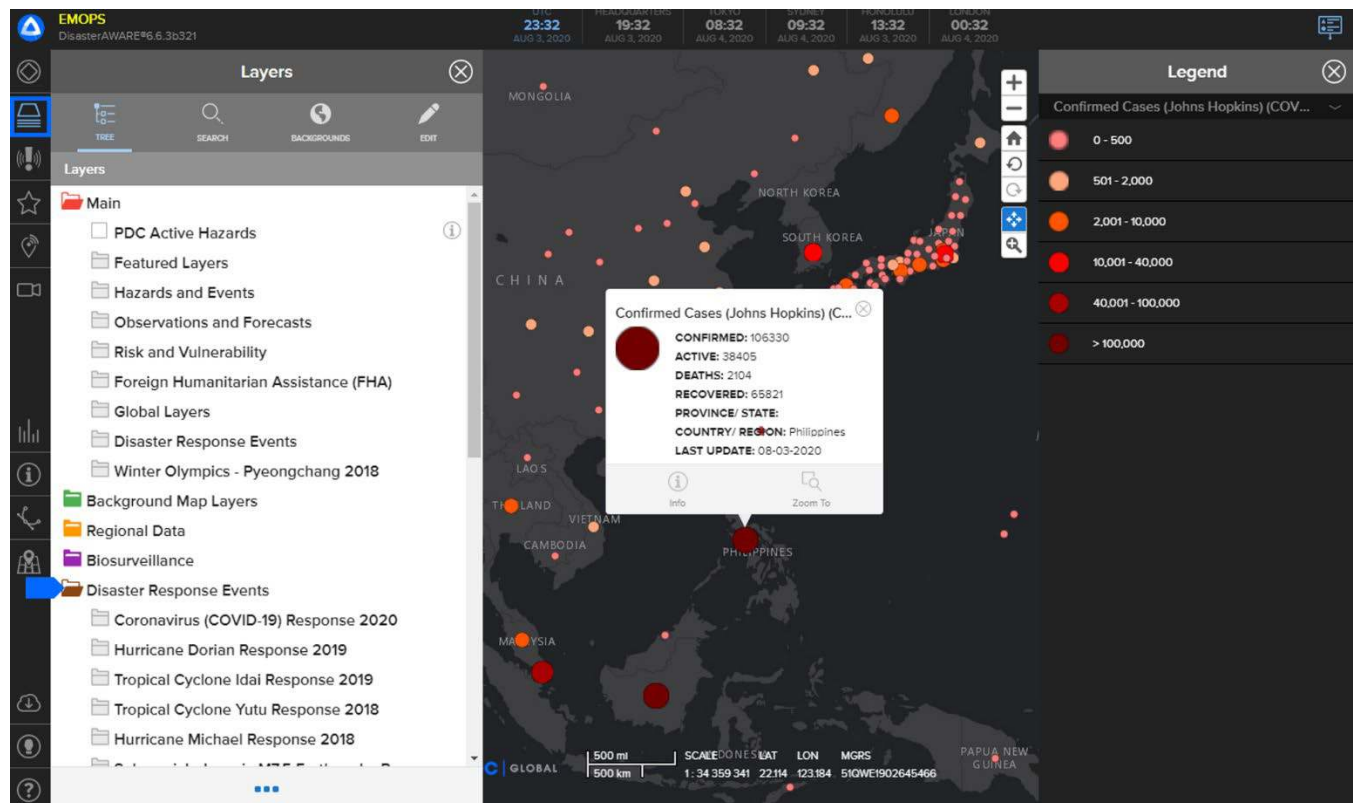 EMOPS
DisasterAWARE®6.6.3b321
UTC HEADQUARTERS TOKYO SYDNEY HONOLULU LONDON
23:32 19:32 08:32 09:32 13:32 00:32
AUG 3, 2020 AUG 3, 2020 AUG 4, 2020 AUG 4, 2020 AUG 3, 2020 AUG 4, 2020
Layers
TREE SEARCH BACKGROUNDS EDIT
Layers
Main
PDC Active Hazards
Featured Layers
Hazards and Events
Observations and Forecasts
Risk and Vulnerability
Foreign Humanitarian Assistance (FHA)
Global Layers
Disaster Response Events
Winter Olympics - Pyeongchang 2018
Background Map Layers
Regional Data
Biosurveillance
Disaster Response Events
Coronavirus (COVID-19) Response 2020
Hurricane Dorian Response 2019
Tropical Cyclone Idai Response 2019
Tropical Cyclone Yutu Response 2018
Hurricane Michael Response 2018
MONGOLIA
NORTH KOREA
SOUTH KOREA
JAPAN
CHINA
Confirmed Cases (Johns Hopkins) (C...
CONFIRMED: 106330
ACTIVE: 38405
DEATHS: 2104
RECOVERED: 65821
PROVINCE/ STATE:
COUNTRY/ REGION: Philippines
LAST UPDATE: 08-03-2020
Info Zoom To
LAOS
THAILAND
VIETNAM
CAMBODIA
PHILIPPINES
MALAYSIA
INDONESIA
PAPUA NEW
GUINEA
GLOBAL
500 mi
500 km
SCALE LAT LON MGRS
1 : 34 359 341 22.114 123.184 51QWE1902645466
Legend
Confirmed Cases (Johns Hopkins) (COV...
0 - 500
501 - 2,000
2,001 - 10,000
10,001 - 40,000
40,001 - 100,000
> 100,000